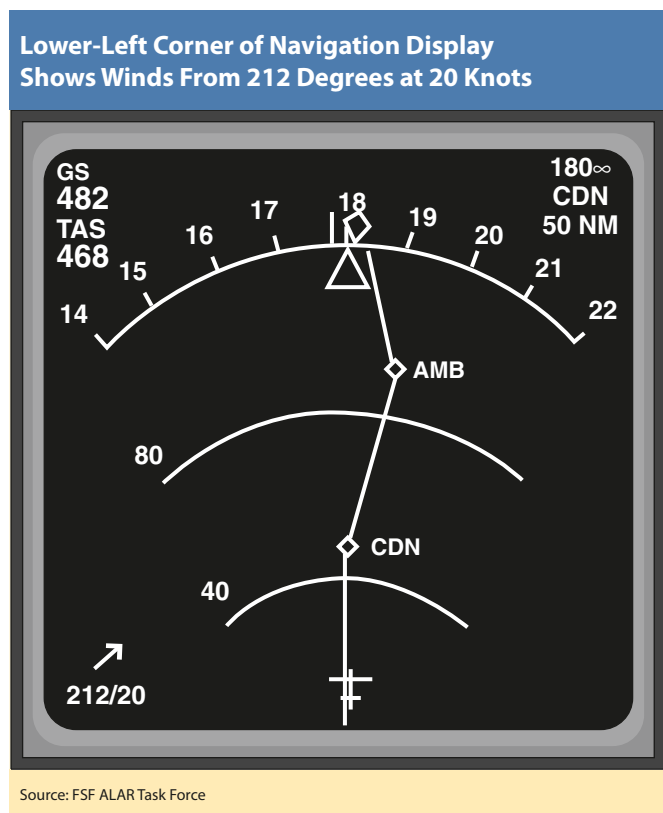 Lower-Left Corner of Navigation Display
Shows Winds From 212 Degrees at 20 Knots
GS
482
TAS
468
180∞
CDN
50 NM
14
15
16
17
18
19
20
21
22
AMB
80
CDN
40
212/20
Source: FSF ALAR Task Force